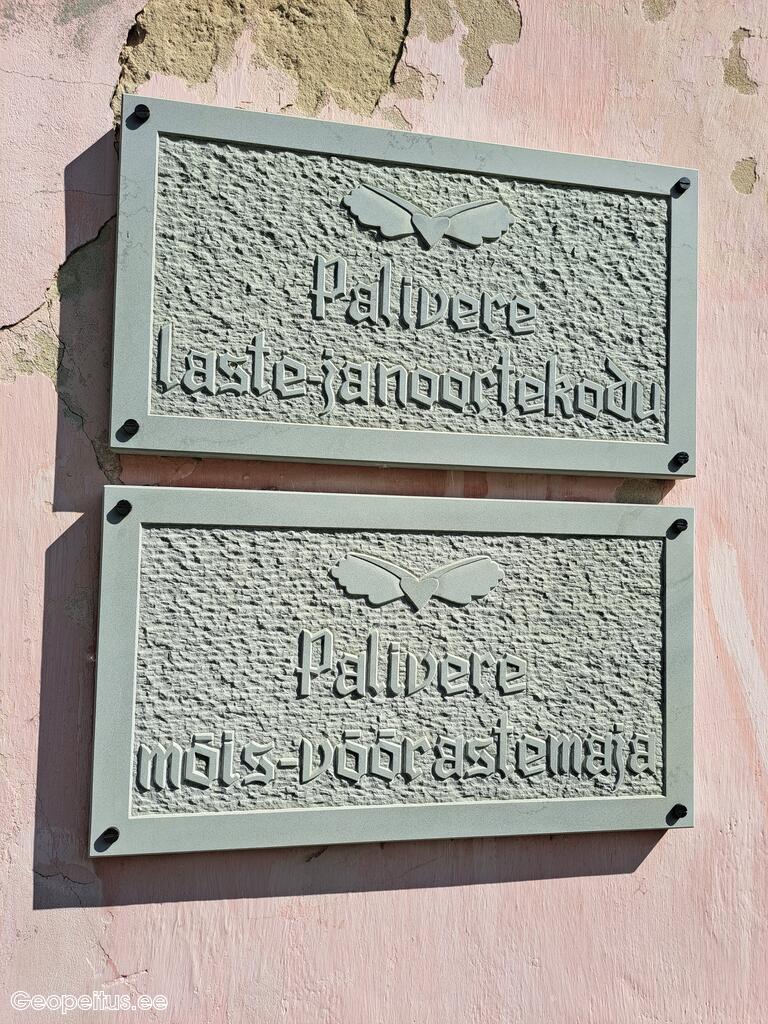 Palivere
laste-ja noortekodu
Palivere
mõis-võõrastemaja
Geopeitus.ee